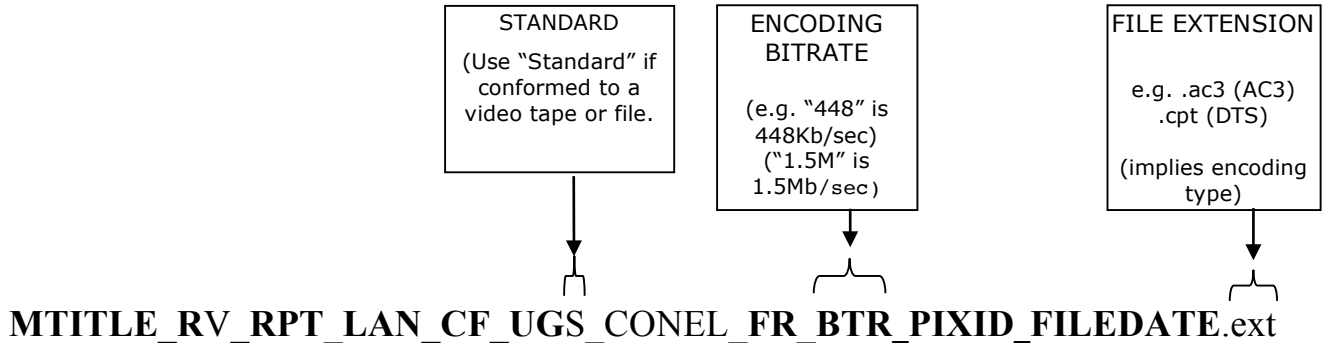 STANDARD
(Use “Standard” if
conformed to a
video tape or file.
ENCODING
BITRATE
(e.g. “448” is
448Kb/sec)
(“1.5M” is
1.5Mb/sec)
FILE EXTENSION
e.g. .ac3 (AC3)
.cpt (DTS)
(implies encoding
type)
MTITLE_RV_RPT_LAN_CF_UGS_CONEL_FR_BTR_PIXID_FILEDATE.ext